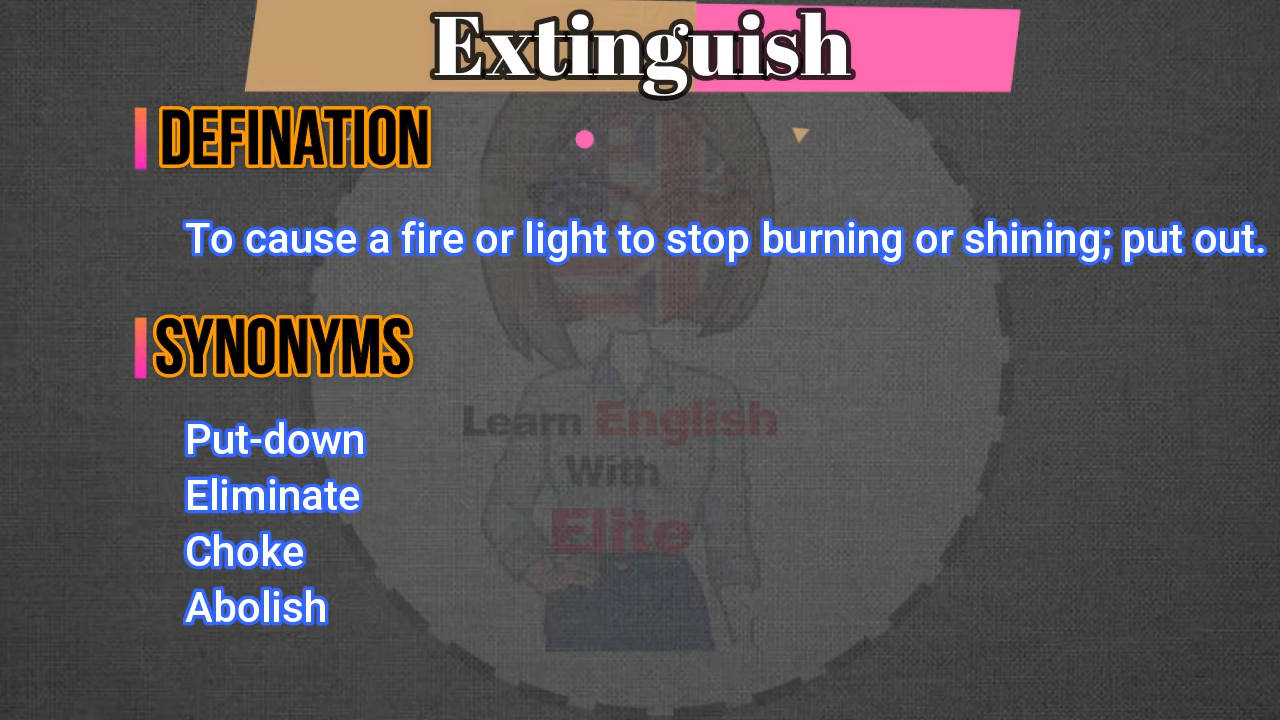 Extinguish
DEFINATION
To cause a fire or light to stop burning or shining; put out.
SYNONYMS
Put-down
Eliminate
Choke
Abolish
Learn English
With
Elite